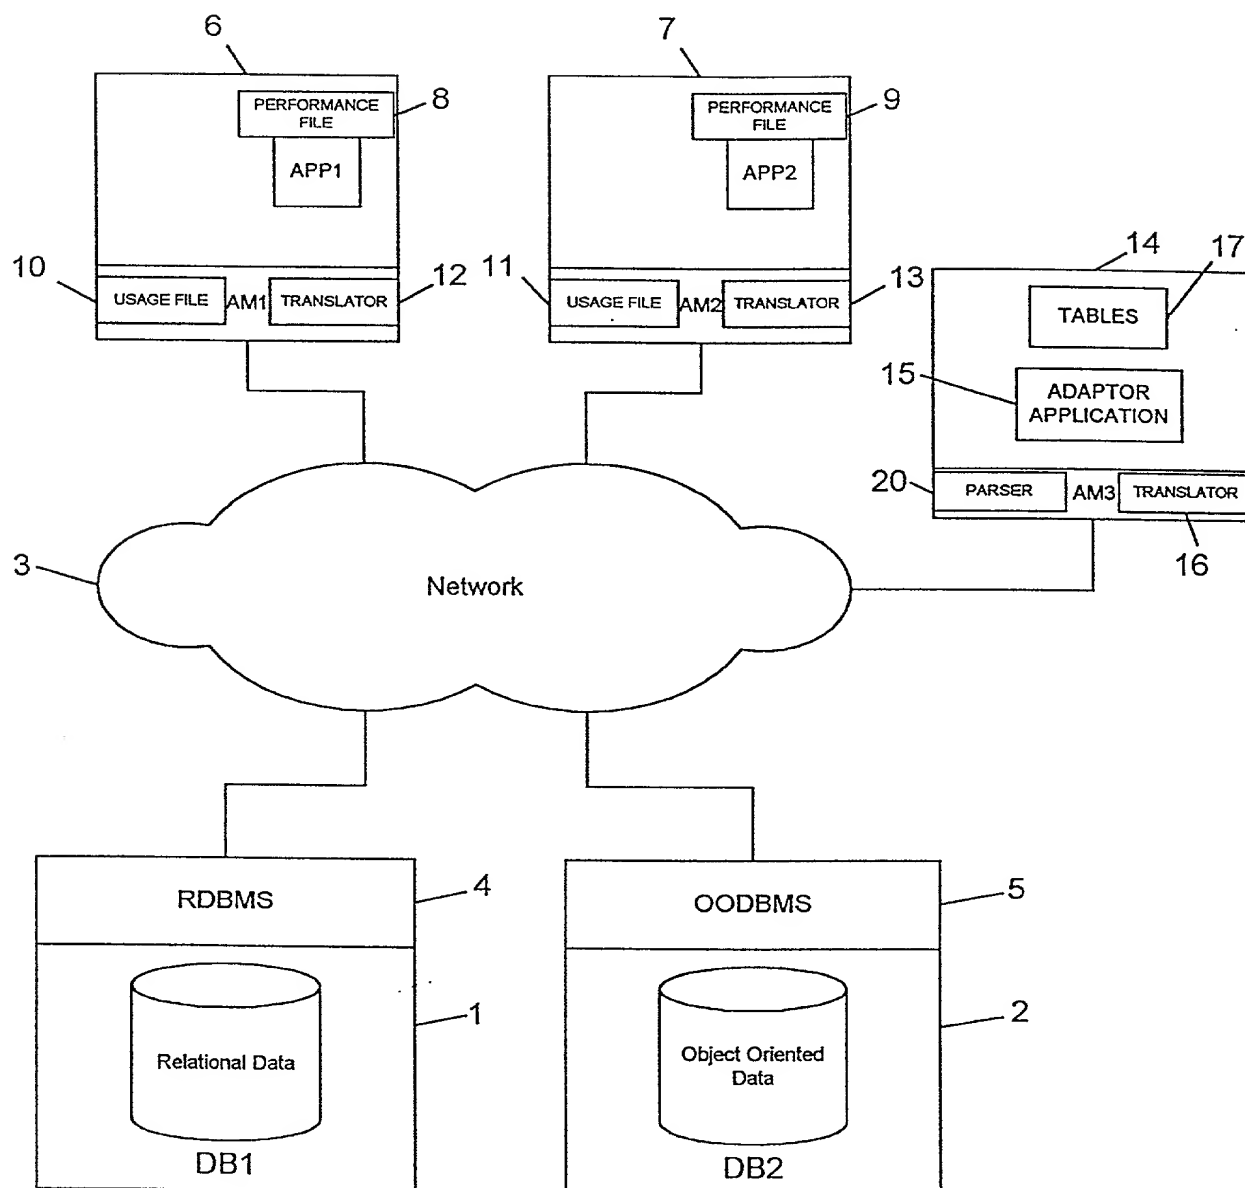 6
7
PERFORMANCE
FILE
8
APP1
PERFORMANCE
FILE
9
APP2
10
USAGE FILE
AM1
TRANSLATOR
12
11
USAGE FILE
AM2
TRANSLATOR
13
14
17
TABLES
15
ADAPTOR
APPLICATION
20
PARSER
AM3
TRANSLATOR
16
3
Network
RDBMS
4
OODBMS
5
Relational Data
1
DB1
Object Oriented
Data
2
DB2